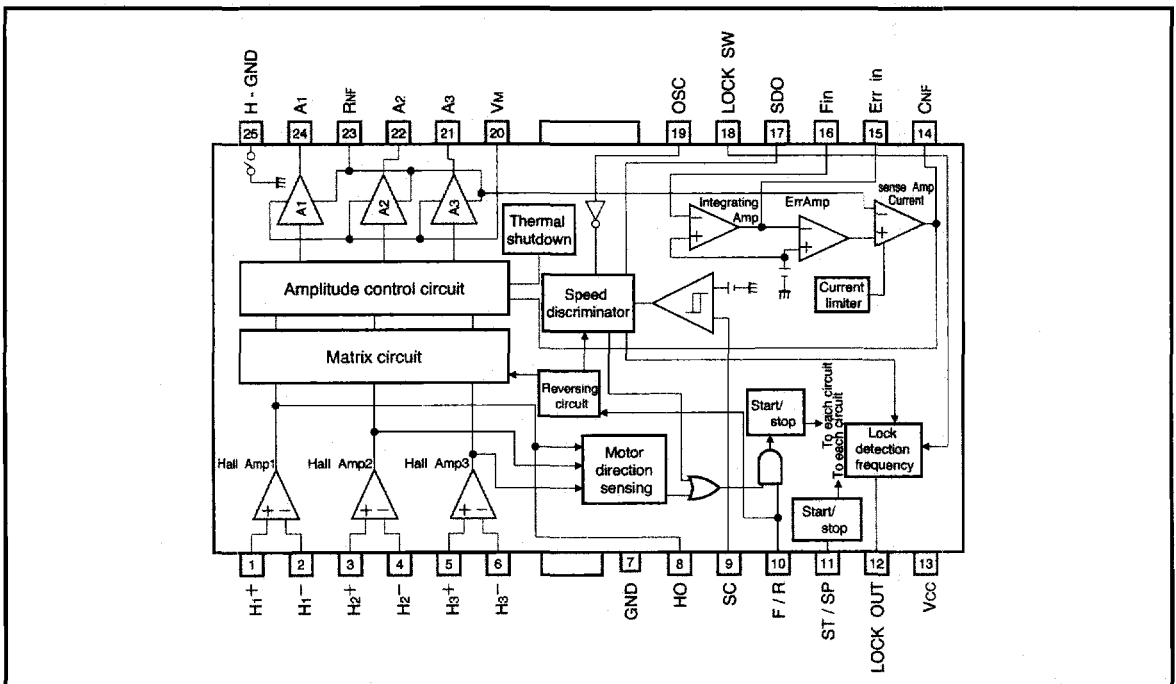 H - GND
A1
RNF
A2
A3
VM
OSC
LOCK SW
SDO
Fin
Err in
CNF
25
24
23
22
21
20
19
18
17
16
15
14
A1
A2
A3
Thermal
shutdown
Integrating
Amp
ErrAmp
sense Amp
Current
Current
limiter
Amplitude control circuit
Speed
discriminator
Matrix circuit
Reversing
circuit
Start/
stop
To each circuit
To each circuit
Lock
detection
frequency
Hall Amp1
Hall Amp2
Hall Amp3
Motor
direction
sensing
Start/
stop
1
2
3
4
5
6
7
8
9
10
11
12
13
H1+
H1−
H2+
H2−
H3+
H3−
GND
HO
SC
F / R
ST / SP
LOCK OUT
VCC